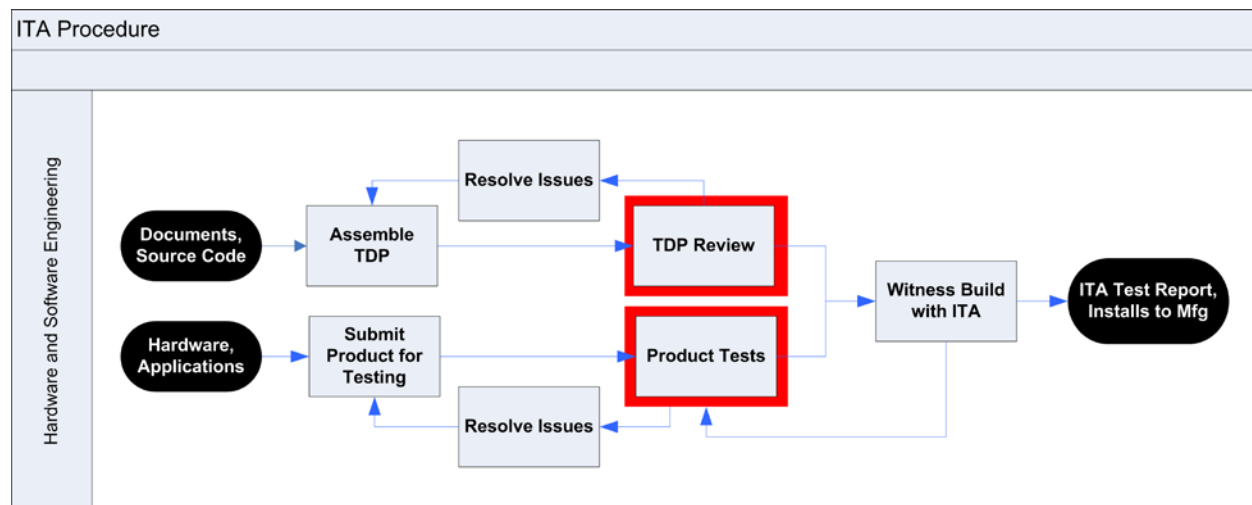 ITA Procedure
Hardware and Software Engineering
Resolve Issues
Documents,
Source Code
Assemble
TDP
TDP Review
Witness Build
with ITA
ITA Test Report,
Installs to Mfg
Hardware,
Applications
Submit
Product for
Testing
Product Tests
Resolve Issues